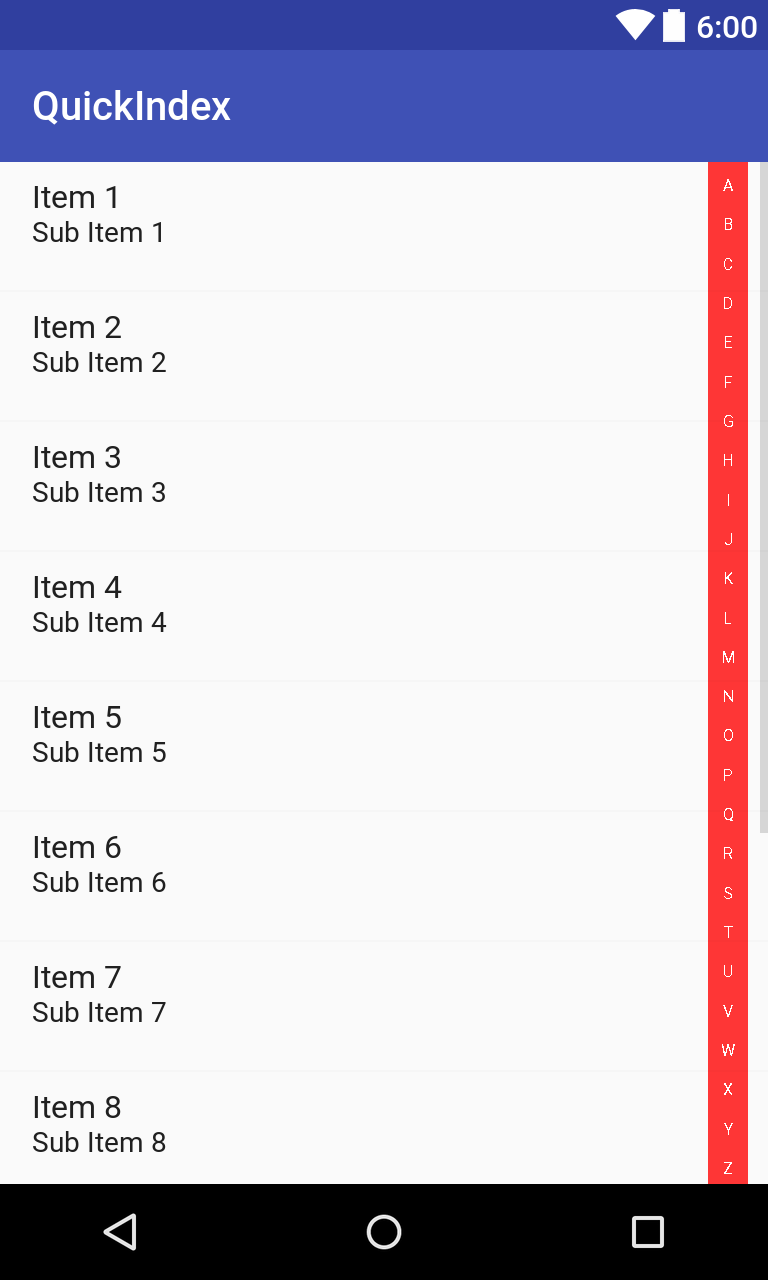 6:00
QuickIndex
Item 1
Sub Item 1
Item 2
Sub Item 2
Item 3
Sub Item 3
Item 4
Sub Item 4
Item 5
Sub Item 5
Item 6
Sub Item 6
Item 7
Sub Item 7
Item 8
Sub Item 8
A
B
C
D
E
F
G
H
I
J
K
L
M
N
O
P
Q
R
S
T
U
V
W
X
Y
Z